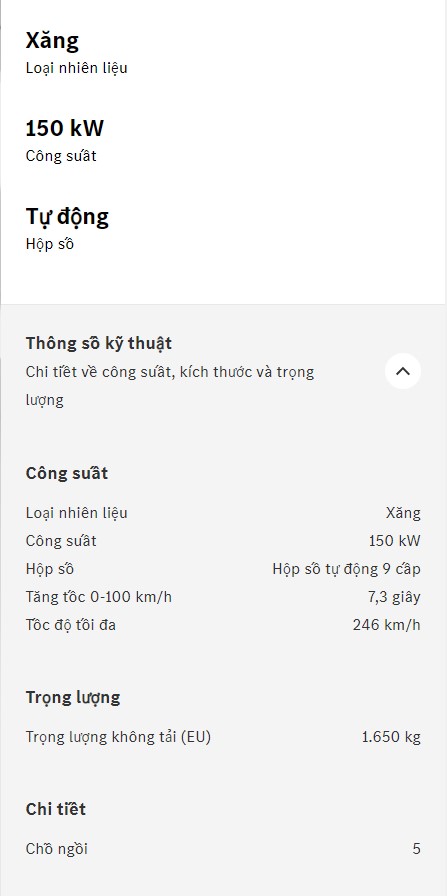 Xăng
Loại nhiên liệu
150 kW
Công suất
Tự động
Hộp số
Thông số kỹ thuật
Chi tiết về công suất, kích thước và trọng
lượng
Công suất
Loại nhiên liệu Xăng
Công suất 150 kW
Hộp số Hộp số tự động 9 cấp
Tăng tốc 0-100 km/h 7,3 giây
Tốc độ tối đa 246 km/h
Trọng lượng
Trọng lượng không tải (EU) 1.650 kg
Chi tiết
Chỗ ngồi 5